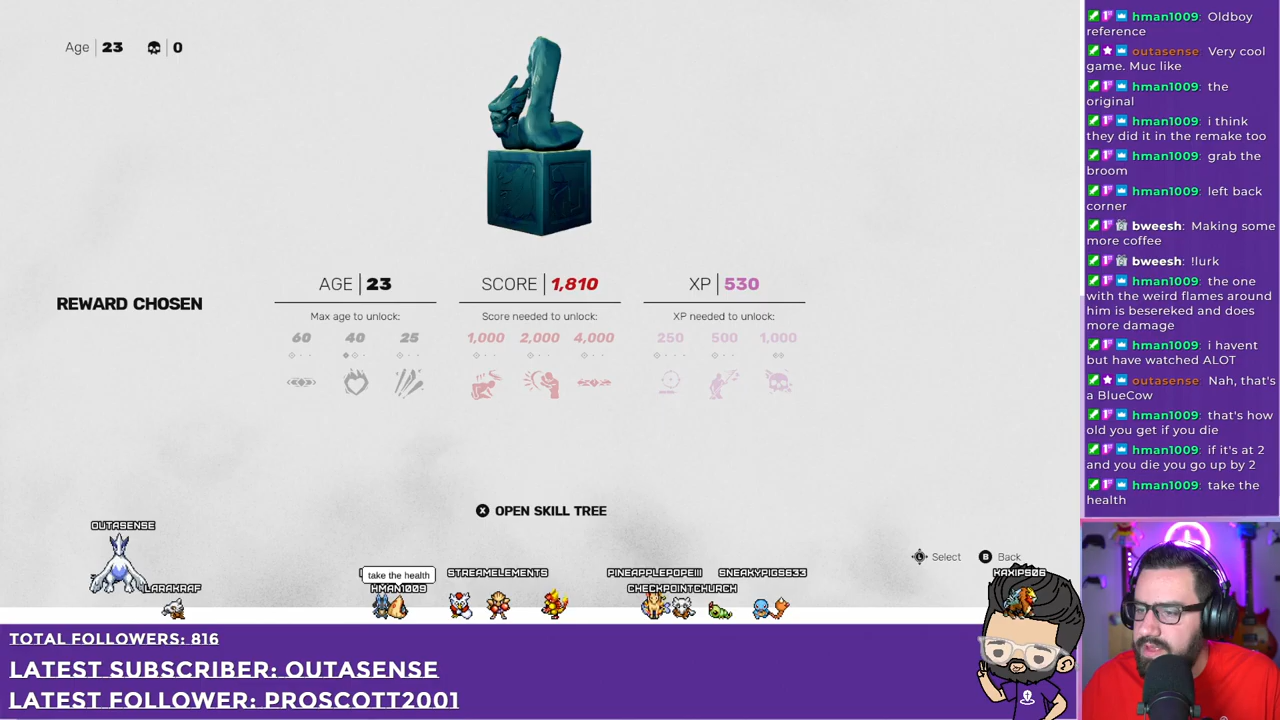 Age 23 0
AGE 23 SCORE 1,810 XP 530
REWARD CHOSEN
Max age to unlock: Score needed to unlock: XP needed to unlock:
60 40 25 1,000 2,000 4,000 250 500 1,000
X OPEN SKILL TREE
L Select B Back
OUTASENSE
LARAKRAF
take the health
HMAN1009
STREAMELEMENTS
PINEAPPLEPOPEIII
CHECKPOINTCHURCH
SNEAKYPIGS633
KAXIPS06
TOTAL FOLLOWERS: 816
LATEST SUBSCRIBER: OUTASENSE
LATEST FOLLOWER: PROSCOTT2001
hman1009: Oldboy
reference
outasense: Very cool
game. Muc like
hman1009: the
original
hman1009: i think
they did it in the remake too
hman1009: grab the
broom
hman1009: left back
corner
bweesh: Making some
more coffee
bweesh: !lurk
hman1009: the one
with the weird flames around
him is besereked and does
more damage
hman1009: i havent
but have watched ALOT
outasense: Nah, that's
a BlueCow
hman1009: that's how
old you get if you die
hman1009: if it's at 2
and you die you go up by 2
hman1009: take the
health